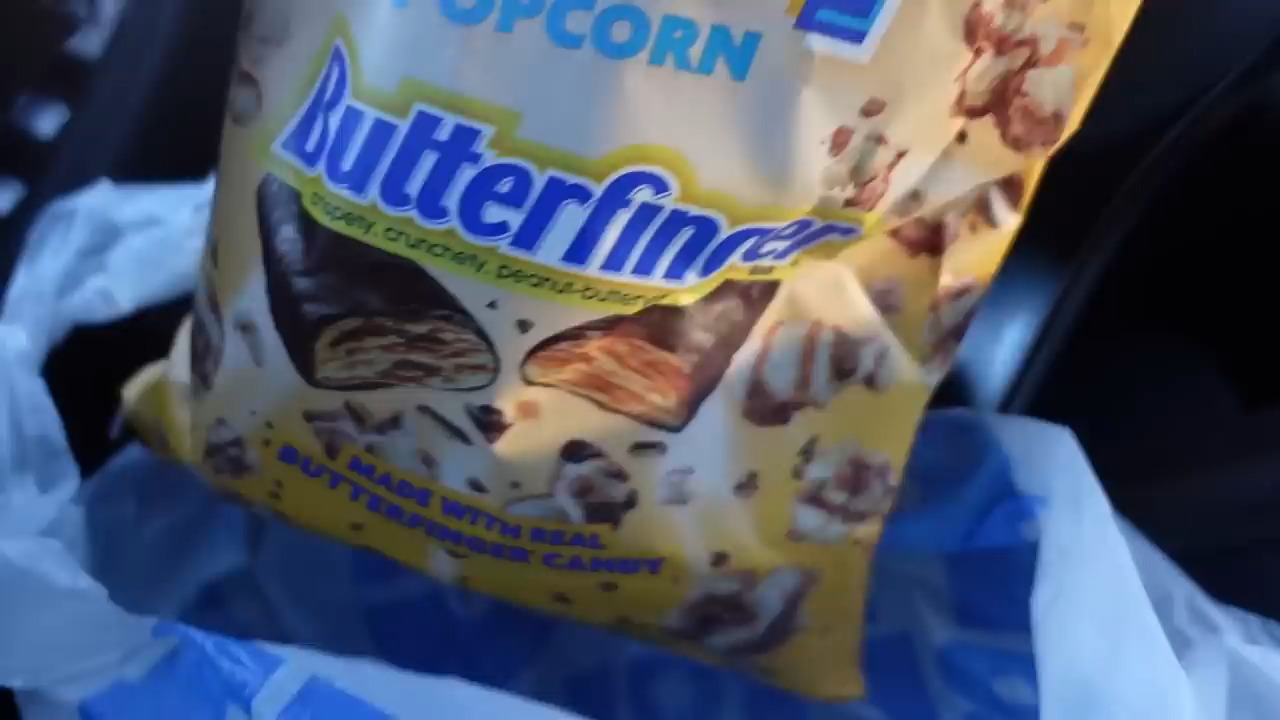 POPCORN
Butterfinger
crispety, crunchety, peanut-buttery
MADE WITH REAL
BUTTERFINGER CANDY